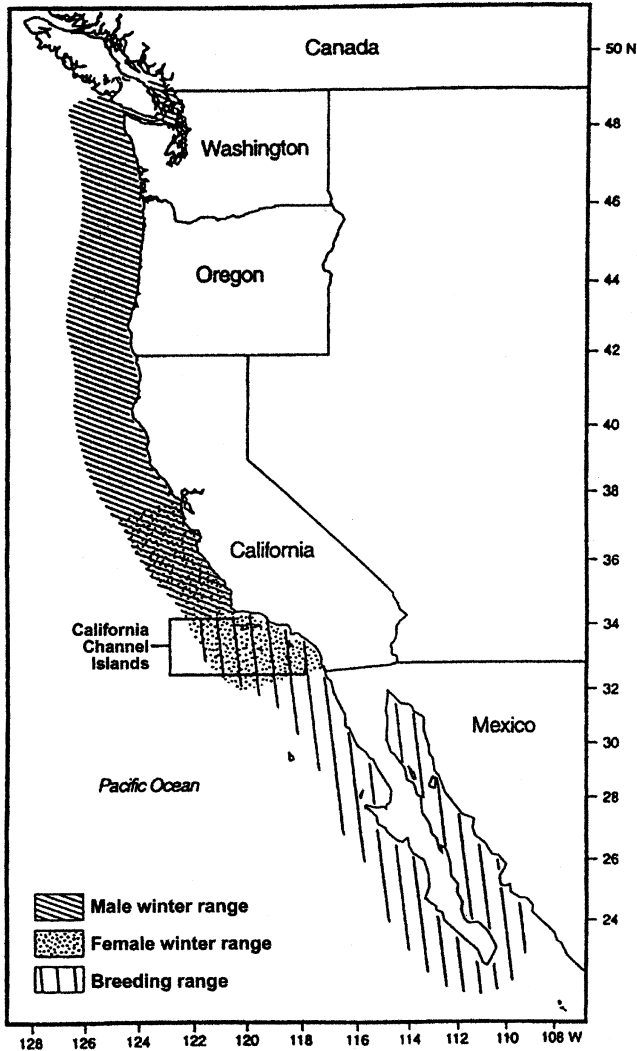 Canada
50 N
48
Washington
46
Oregon
44
42
40
38
36
California
34
California
Channel
Islands
32
Mexico
30
Pacific Ocean
28
26
24
Male winter range
Female winter range
Breeding range
128 126 124 122 120 118 116 114 112 110 108 W